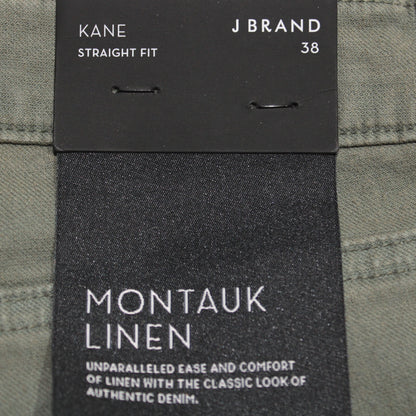 KANE
STRAIGHT FIT
J BRAND
38
MONTAUK
LINEN
UNPARALLELED EASE AND COMFORT
OF LINEN WITH THE CLASSIC LOOK OF
AUTHENTIC DENIM.